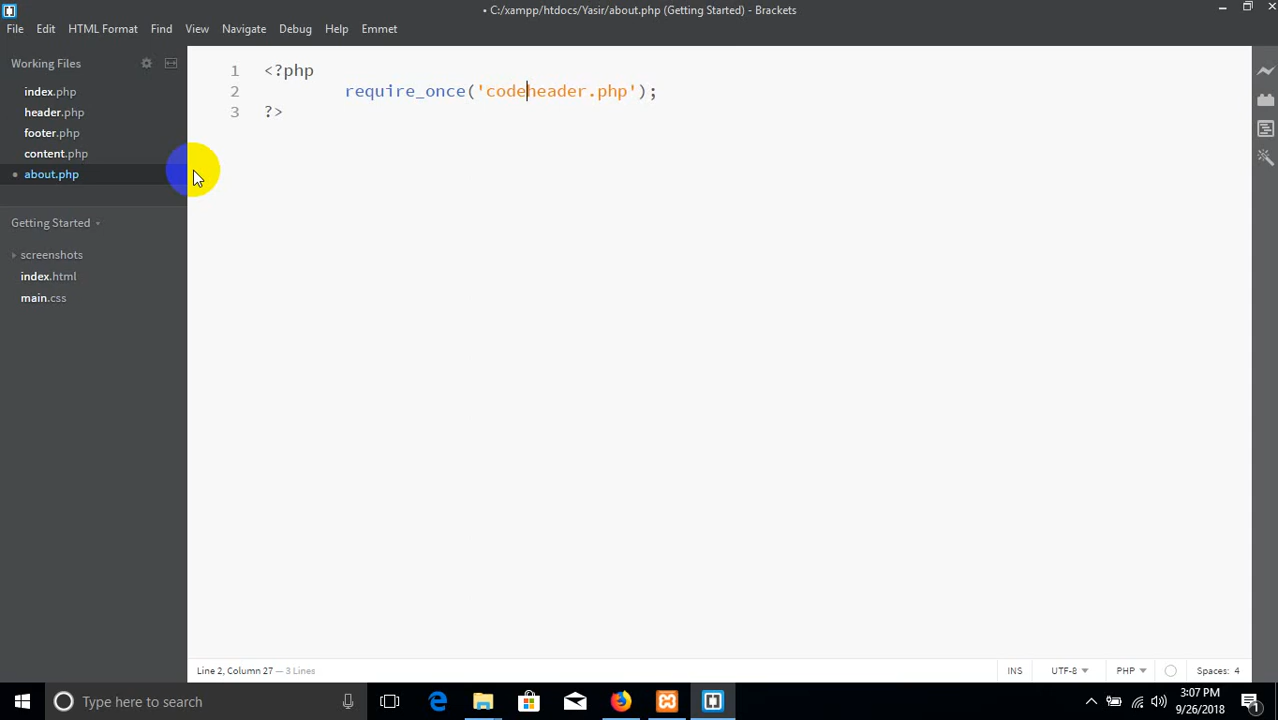 • C:/xampp/htdocs/Yasir/about.php (Getting Started) - Brackets
File Edit HTML Format Find View Navigate Debug Help Emmet
Working Files
index.php
header.php
footer.php
content.php
• about.php
Getting Started
screenshots
index.html
main.css
1 <?php
2 require_once('codeheader.php');
3 ?>
Line 2, Column 27 — 3 Lines
INS UTF-8 PHP Spaces: 4
Type here to search
3:07 PM
9/26/2018
1